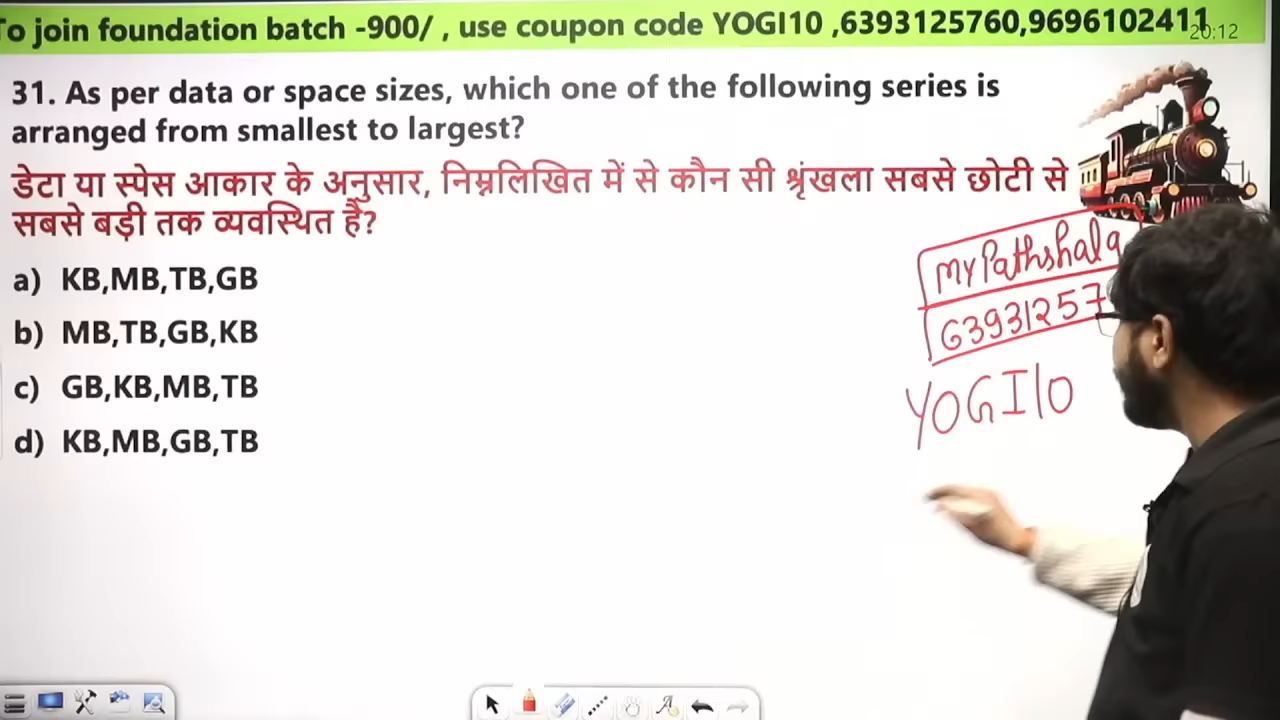 To join foundation batch -900/ , use coupon code YOGI10 ,6393125760,9696102411
20:12
31. As per data or space sizes, which one of the following series is
arranged from smallest to largest?
डेटा या स्पेस आकार के अनुसार, निम्नलिखित में से कौन सी श्रृंखला सबसे छोटी से
सबसे बड़ी तक व्यवस्थित है?
a) KB,MB,TB,GB
b) MB,TB,GB,KB
c) GB,KB,MB,TB
d) KB,MB,GB,TB
MyPathshala
63931257
YOGI10